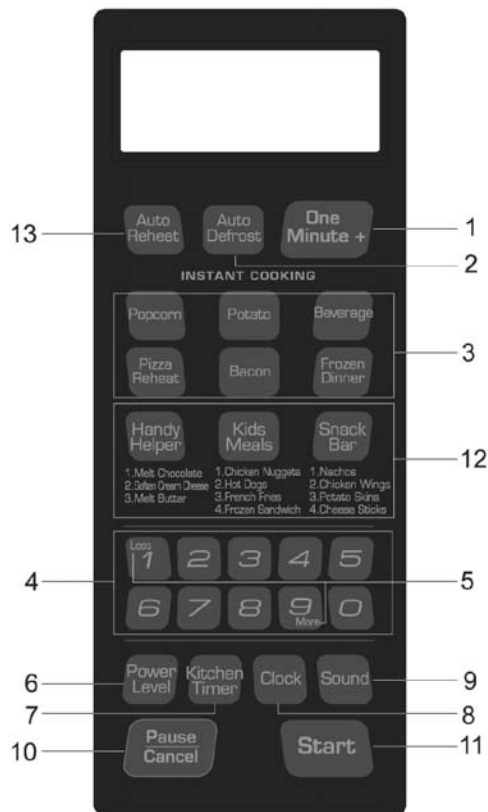 Auto Reheat
Auto Defrost
One Minute +
13
1
2
INSTANT COOKING
Popcorn
Potato
Beverage
3
Pizza Reheat
Bacon
Frozen Dinner
Handy Helper
Kids Meals
Snack Bar
12
1.Melt Chocolate
2.Soften Cream Cheese
3.Melt Butter
1.Chicken Nuggets
2.Hot Dogs
3.French Fries
4.Frozen Sandwich
1.Nachos
2.Chicken Wings
3.Potato Skins
4.Cheese Sticks
Less
1 2 3 4 5
4
5
6 7 8 9 0
More
Power Level
Kitchen Timer
Clock
Sound
6
7
8
9
Pause
Cancel
Start
10
11